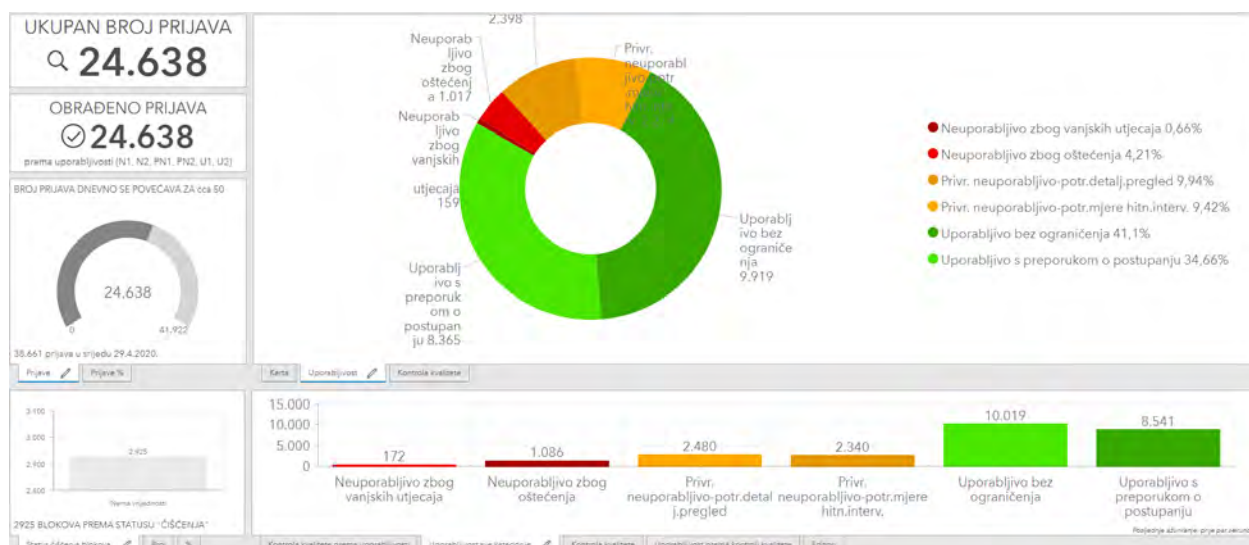 UKUPAN BROJ PRIJAVA
24.638
OBRAĐENO PRIJAVA
24.638
prema uporabljivosti (N1, N2, PN1, PN2, U1, U2)
BROJ PRIJAVA DNEVNO SE POVEĆAVA ZA cca 50
24.638
0
41.922
38.661 prijava u srijedu 29.4.2020.
Prijave
Prijave %
2.398
Neuporab
ljivo
zbog
oštećenj
a 1.017
Neuporab
ljivo
zbog
vanjskih
utjecaja
159
Uporablj
ivo s
preporuk
om o
postupan
ju 8.365
Privr.
neuporabl
Uporablj
ivo bez
ograniče
nja
9.919
Neuporabljivo zbog vanjskih utjecaja 0,66%
Neuporabljivo zbog oštećenja 4,21%
Privr. neuporabljivo-potr.detalj.pregled 9,94%
Privr. neuporabljivo-potr.mjere hitn.interv. 9,42%
Uporabljivo bez ograničenja 41,1%
Uporabljivo s preporukom o postupanju 34,66%
Karta
Uporabljivost
Kontrola kvalitete
3.000
2.925
2925 BLOKOVA PREMA STATUSU "ČIŠĆENJA"
15.000
10.000
5.000
0
172
1.086
2.480
2.340
10.019
8.541
Neuporabljivo zbog
vanjskih utjecaja
Neuporabljivo zbog
oštećenja
Privr.
neuporabljivo-potr.detal
j.pregled
Privr.
neuporabljivo-potr.mjere
hitn.interv.
Uporabljivo bez
ograničenja
Uporabljivo s
preporukom o
postupanju